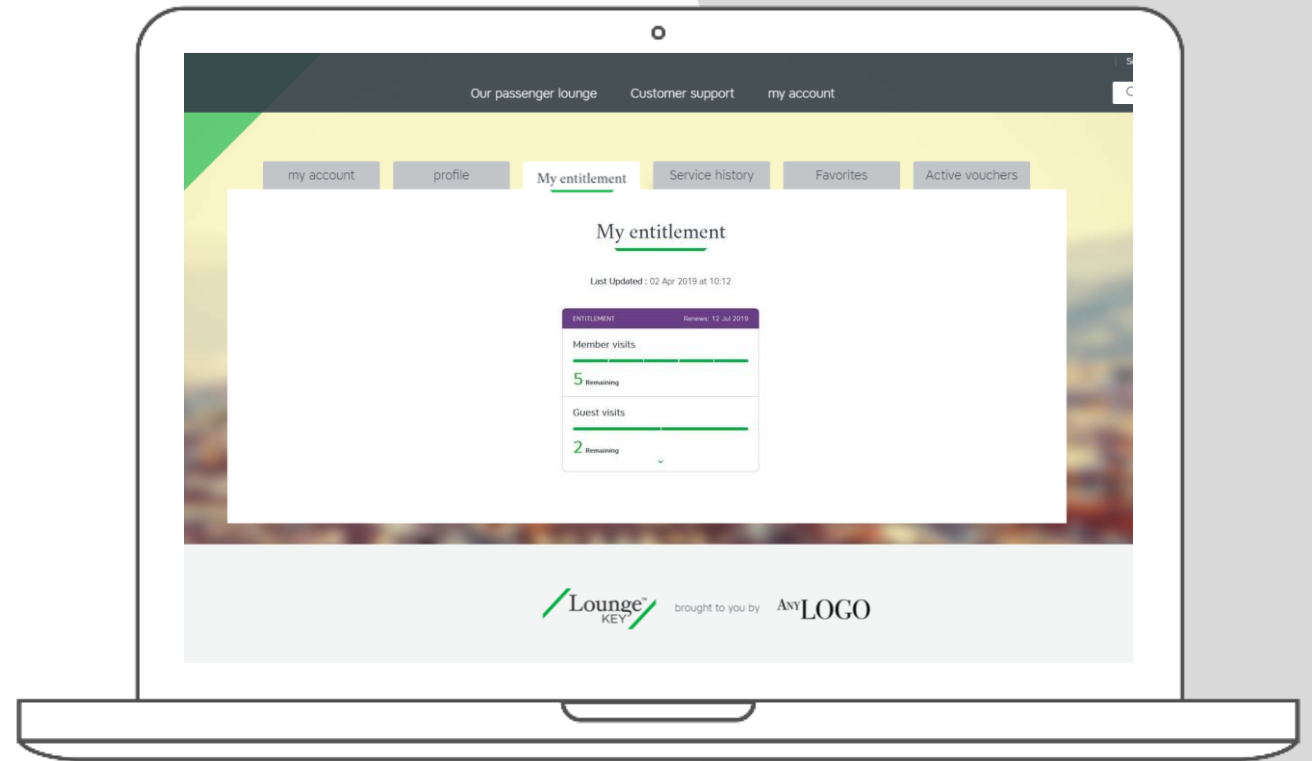 Our passenger lounge Customer support my account
my account profile My entitlement Service history Favorites Active vouchers
My entitlement
Last Updated : 02 Apr 2019 at 10:12
ENTITLEMENT Renews: 12 Jul 2019
Member visits
5 Remaining
Guest visits
2 Remaining
Lounge™ KEY brought to you by ANY LOGO